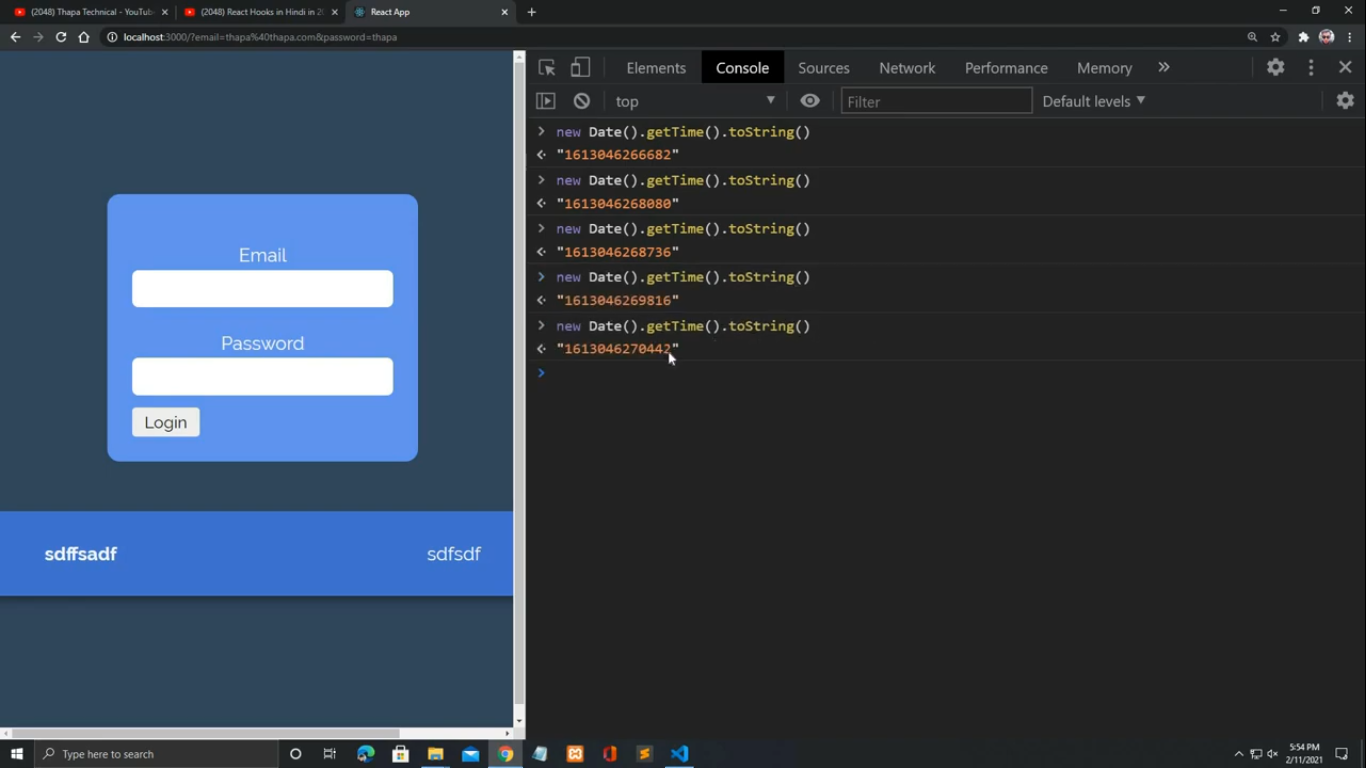 (2048) Thapa Technical - YouTub
(2048) React Hooks in Hindi in 20
React App
localhost:3000/?email=thapa%40thapa.com&password=thapa
Elements
Console
Sources
Network
Performance
Memory
top
Filter
Default levels
new Date().getTime().toString()
"1613046266682"
new Date().getTime().toString()
"1613046268080"
new Date().getTime().toString()
"1613046268736"
new Date().getTime().toString()
"1613046269816"
new Date().getTime().toString()
"1613046270442"
Email
Password
Login
sdffsadf
sdfsdf
Type here to search
5:54 PM
2/11/2021